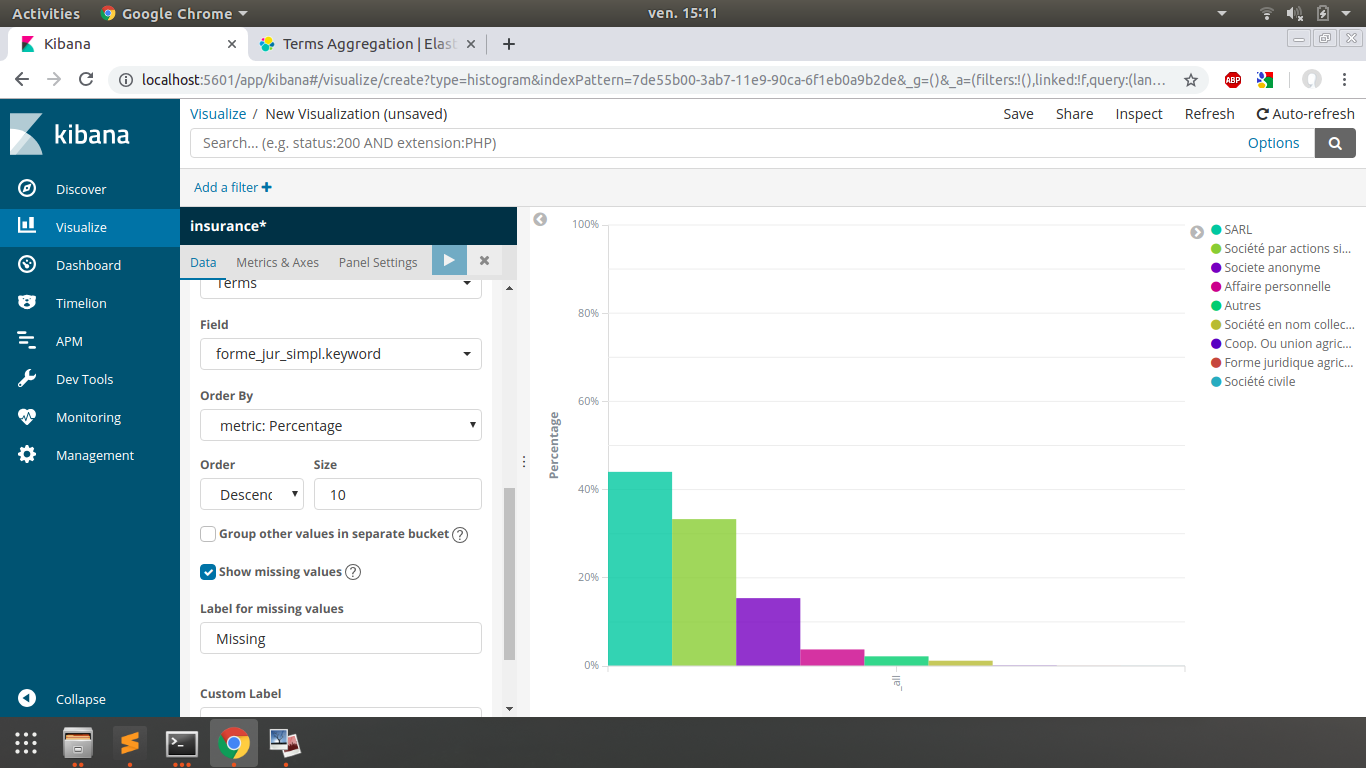 Activities
Google Chrome
ven. 15:11
Kibana
Terms Aggregation | Elast
localhost:5601/app/kibana#/visualize/create?type=histogram&indexPattern=7de55b00-3ab7-11e9-90ca-6f1eb0a9b2de&_g=()&_a=(filters:!(),linked:!f,query:(lan...
ABP
kibana
Discover
Visualize
Dashboard
Timelion
APM
Dev Tools
Monitoring
Management
Collapse
Visualize / New Visualization (unsaved)
Save
Share
Inspect
Refresh
Auto-refresh
Search... (e.g. status:200 AND extension:PHP)
Options
Add a filter +
insurance*
Data
Metrics & Axes
Panel Settings
Terms
Field
forme_jur_simpl.keyword
Order By
metric: Percentage
Order
Size
Descenc
10
Group other values in separate bucket ?
Show missing values ?
Label for missing values
Missing
Custom Label
Percentage
100%
80%
60%
40%
20%
0%
_all
SARL
Société par actions si...
Societe anonyme
Affaire personnelle
Autres
Société en nom collec...
Coop. Ou union agric...
Forme juridique agric...
Société civile